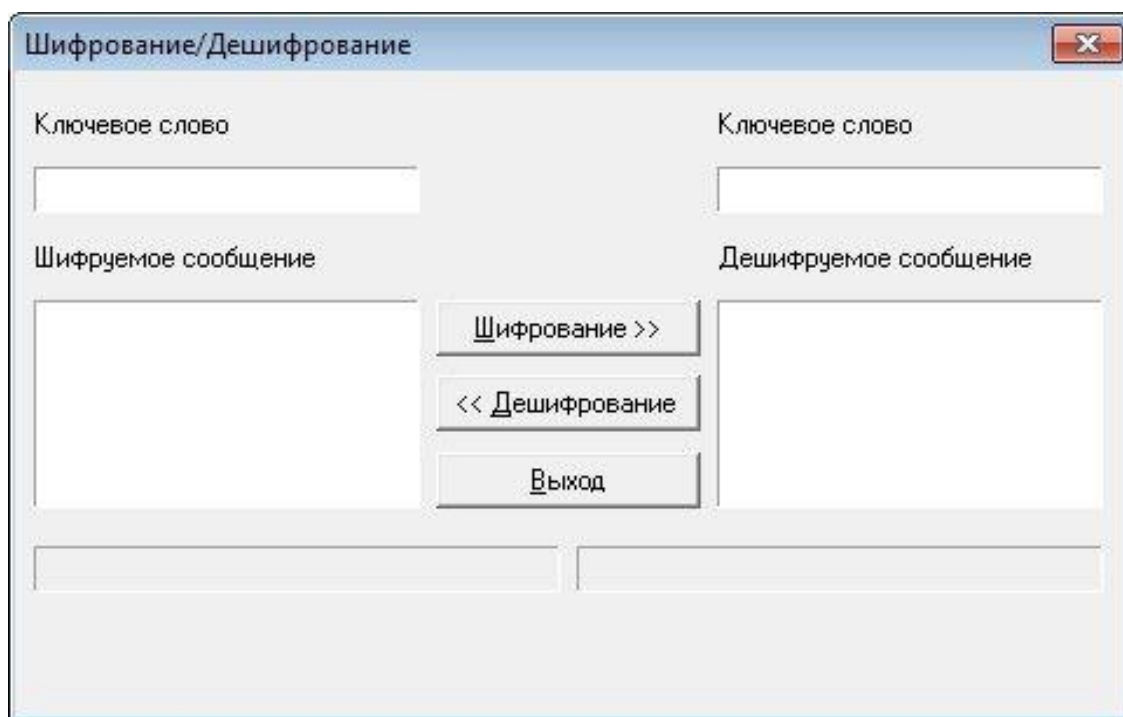 Шифрование/Дешифрование
Ключевое слово
Ключевое слово
Шифруемое сообщение
Дешифруемое сообщение
Шифрование >>
<< Дешифрование
Выход